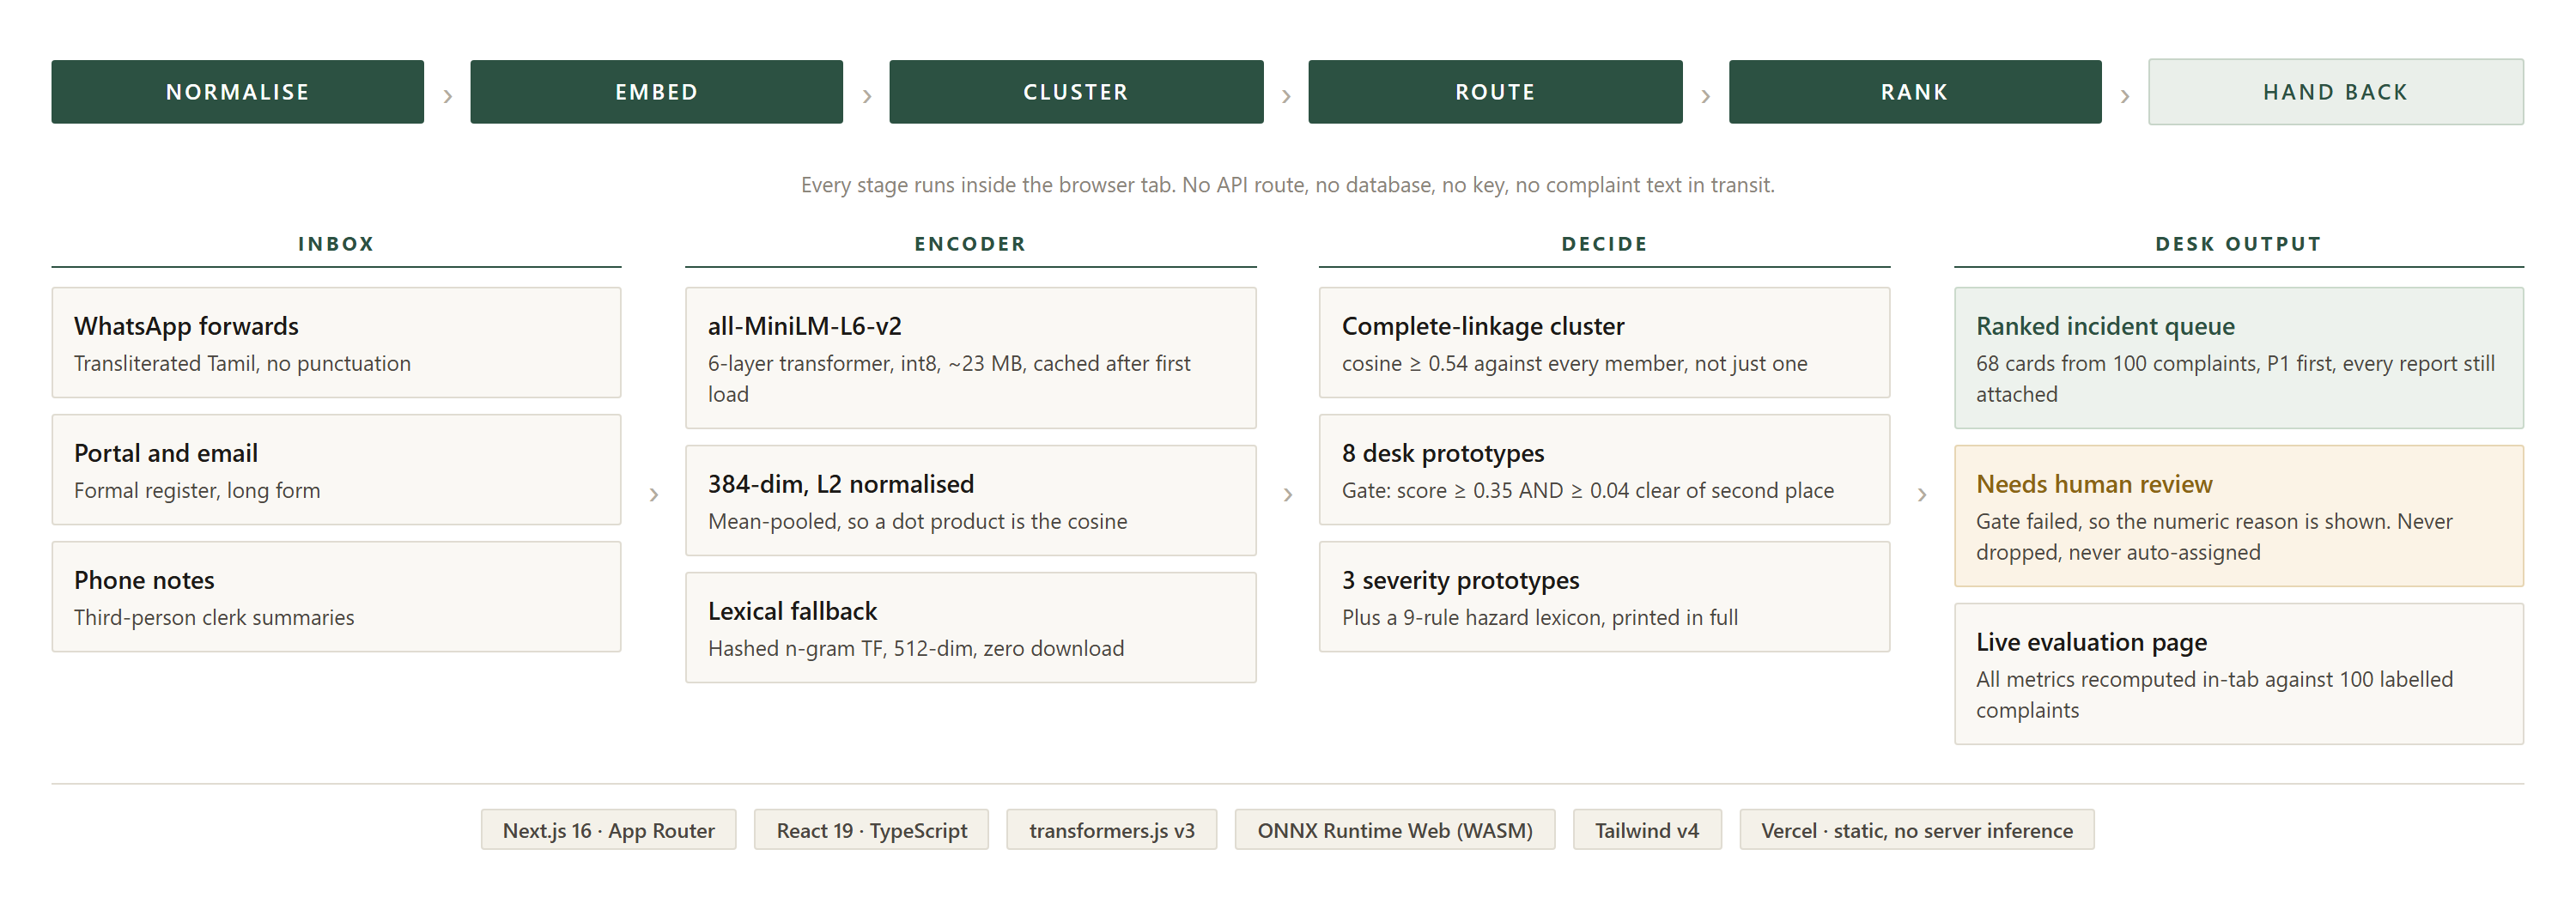 NORMALISE › EMBED › CLUSTER › ROUTE › RANK › HAND BACK
Every stage runs inside the browser tab. No API route, no database, no key, no complaint text in transit.
INBOX
WhatsApp forwards
Transliterated Tamil, no punctuation
Portal and email
Formal register, long form
Phone notes
Third-person clerk summaries
›
ENCODER
all-MiniLM-L6-v2
6-layer transformer, int8, ~23 MB, cached after first
load
384-dim, L2 normalised
Mean-pooled, so a dot product is the cosine
Lexical fallback
Hashed n-gram TF, 512-dim, zero download
›
DECIDE
Complete-linkage cluster
cosine ≥ 0.54 against every member, not just one
8 desk prototypes
Gate: score ≥ 0.35 AND ≥ 0.04 clear of second place
3 severity prototypes
Plus a 9-rule hazard lexicon, printed in full
›
DESK OUTPUT
Ranked incident queue
68 cards from 100 complaints, P1 first, every report still
attached
Needs human review
Gate failed, so the numeric reason is shown. Never
dropped, never auto-assigned
Live evaluation page
All metrics recomputed in-tab against 100 labelled
complaints
Next.js 16 · App Router
React 19 · TypeScript
transformers.js v3
ONNX Runtime Web (WASM)
Tailwind v4
Vercel · static, no server inference